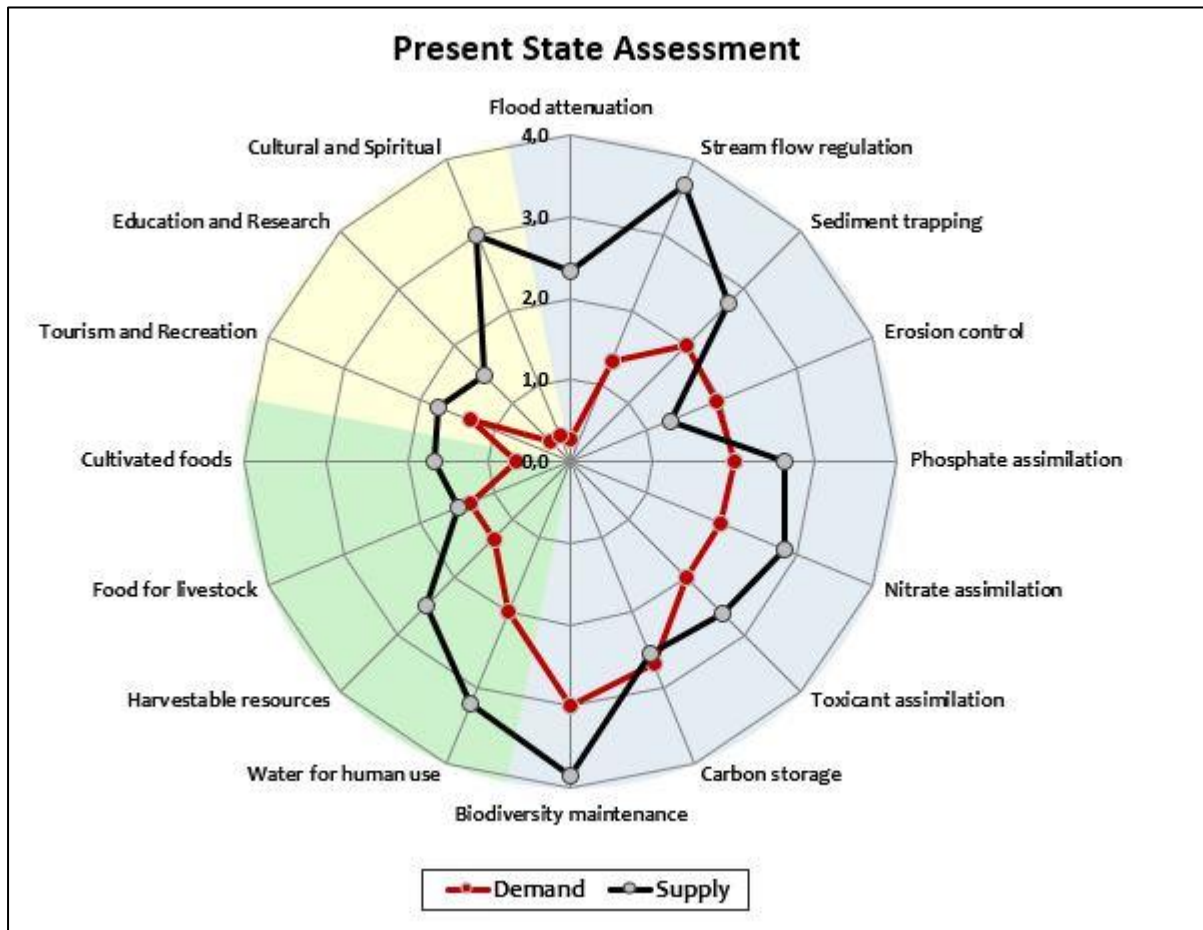 Present State Assessment
Flood attenuation
4,0
Cultural and Spiritual
Stream flow regulation
Education and Research
3,0
Sediment trapping
2,0
Tourism and Recreation
Erosion control
1,0
Cultivated foods
0,0
Phosphate assimilation
Food for livestock
Nitrate assimilation
Harvestable resources
Toxicant assimilation
Water for human use
Carbon storage
Biodiversity maintenance
Demand
Supply